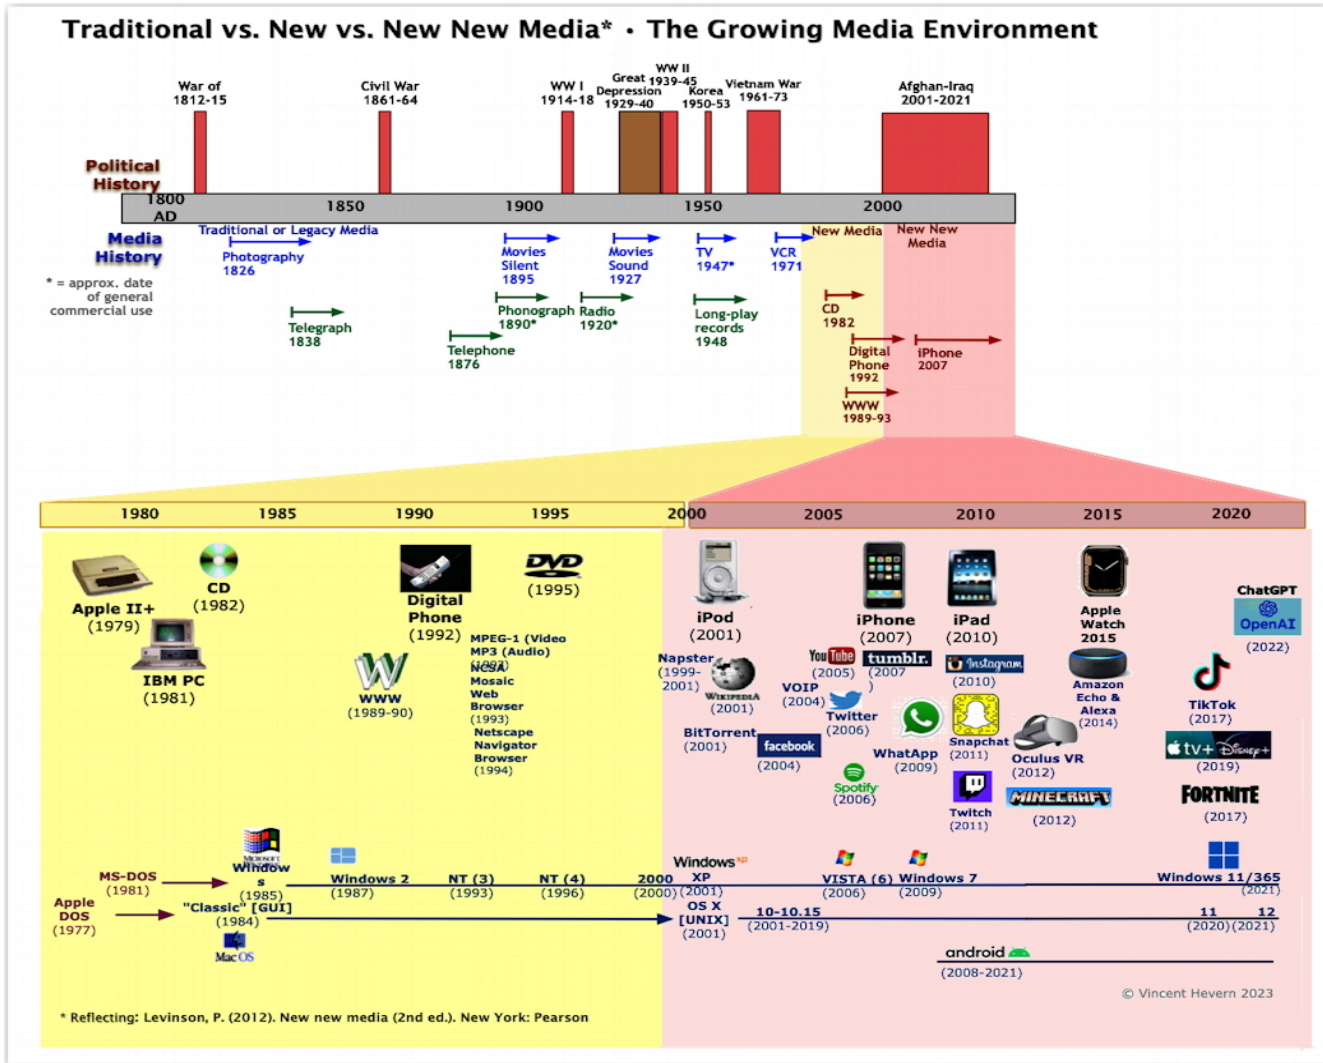 Traditional vs. New vs. New New Media* • The Growing Media Environment
War of
1812-15
Civil War
1861-64
WW I
1914-18
Great
Depression
1929-40
WW II
1939-45
Korea
1950-53
Vietnam War
1961-73
Afghan-Iraq
2001-2021
Political
History
1800
AD
1850
1900
1950
2000
Media
History
* = approx. date
of general
commercial use
Traditional or Legacy Media
New Media
New New
Media
Photography
1826
Movies
Silent
1895
Movies
Sound
1927
TV
1947*
VCR
1971
Telegraph
1838
Phonograph
1890*
Radio
1920*
Long-play
records
1948
Telephone
1876
CD
1982
Digital
Phone
1992
iPhone
2007
WWW
1989-93
1980
1985
1990
1995
2000
2005
2010
2015
2020
Apple II+
(1979)
CD
(1982)
IBM PC
(1981)
Digital
Phone
(1992)
DVD
(1995)
MPEG-1 (Video
MP3 (Audio)
NCSA
Mosaic
Web
Browser
(1993)
Netscape
Navigator
Browser
(1994)
W
WWW
(1989-90)
iPod
(2001)
iPhone
(2007)
iPad
(2010)
Apple
Watch
2015
ChatGPT
OpenAI
(2022)
Napster
(1999-
2001)
WIKIPEDIA
(2001)
BitTorrent
(2001)
YouTube
(2005)
tumblr.
(2007
)
VOIP
(2004)
Twitter
(2006)
facebook
(2004)
Spotify
(2006)
WhatApp
(2009)
Instagram
(2010)
Snapchat
(2011)
Twitch
(2011)
Oculus VR
(2012)
MINECRAFT
(2012)
Amazon
Echo &
Alexa
(2014)
TikTok
(2017)
tv+ Disney+
(2019)
FORTNITE
(2017)
MS-DOS
(1981)
MICROSOFT
Window
s
(1985)
Windows 2
(1987)
NT (3)
(1993)
NT (4)
(1996)
2000
(2000)
Windows xp
XP
(2001)
VISTA (6)
(2006)
Windows 7
(2009)
Windows 11/365
(2021)
Apple
DOS
(1977)
"Classic" [GUI]
(1984)
Mac OS
OS X
[UNIX]
(2001)
10-10.15
(2001-2019)
11
(2020)
12
(2021)
android
(2008-2021)
© Vincent Hevern 2023
* Reflecting: Levinson, P. (2012). New new media (2nd ed.). New York: Pearson